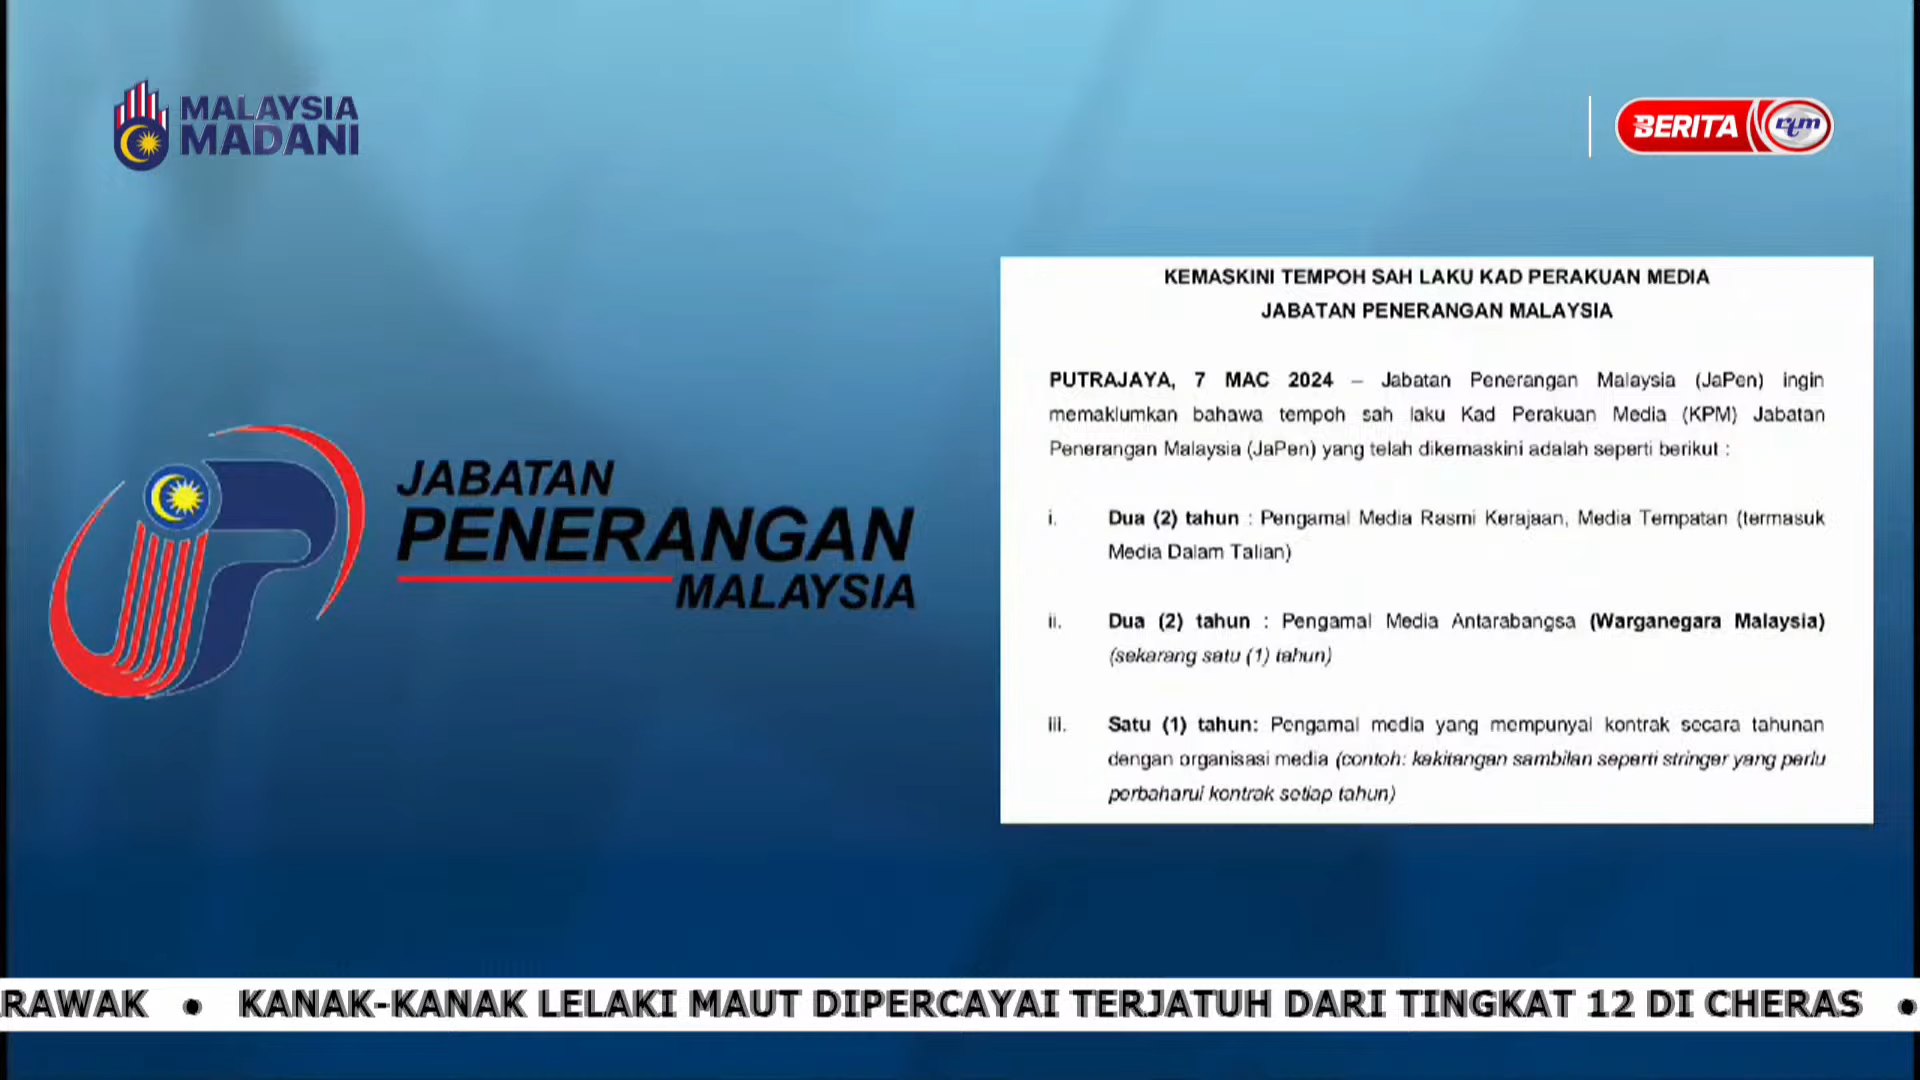 MALAYSIA
MADANI
BERITA rtm
KEMASKINI TEMPOH SAH LAKU KAD PERAKUAN MEDIA
JABATAN PENERANGAN MALAYSIA
PUTRAJAYA, 7 MAC 2024 – Jabatan Penerangan Malaysia (JaPen) ingin
memaklumkan bahawa tempoh sah laku Kad Perakuan Media (KPM) Jabatan
Penerangan Malaysia (JaPen) yang telah dikemaskini adalah seperti berikut :
i. Dua (2) tahun : Pengamal Media Rasmi Kerajaan, Media Tempatan (termasuk
Media Dalam Talian)
ii. Dua (2) tahun : Pengamal Media Antarabangsa (Warganegara Malaysia)
(sekarang satu (1) tahun)
iii. Satu (1) tahun: Pengamal media yang mempunyai kontrak secara tahunan
dengan organisasi media (contoh: kakitangan sambilan seperti stringer yang perlu
perbaharui kontrak setiap tahun)
JABATAN
PENERANGAN
MALAYSIA
ARAWAK • KANAK-KANAK LELAKI MAUT DIPERCAYAI TERJATUH DARI TINGKAT 12 DI CHERAS •